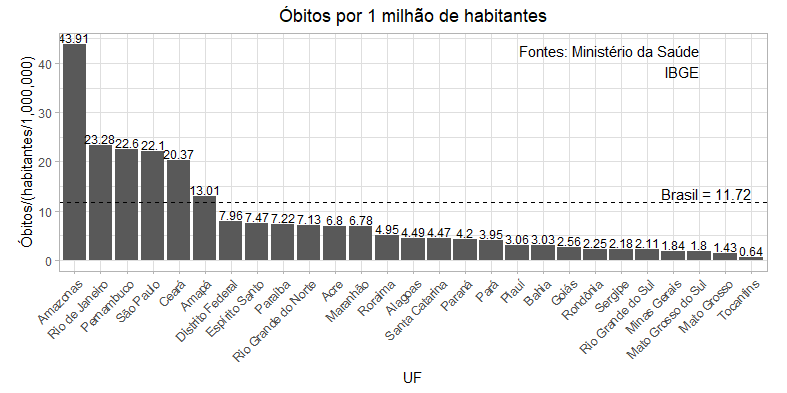 Óbitos por 1 milhão de habitantes
Óbitos/(habitantes/1,000,000)
40
30
20
10
0
Fontes: Ministério da Saúde
IBGE
Brasil = 11.72
43.91
23.28
22.6
22.1
20.37
13.01
7.96
7.47
7.22
7.13
6.8
6.78
4.95
4.49
4.47
4.2
3.95
3.06
3.03
2.56
2.25
2.18
2.11
1.84
1.8
1.43
0.64
Amazonas
Rio de Janeiro
Pernambuco
São Paulo
Ceará
Amapá
Distrito Federal
Espírito Santo
Paraíba
Rio Grande do Norte
Acre
Maranhão
Roraima
Alagoas
Santa Catarina
Paraná
Pará
Piauí
Bahia
Goiás
Rondônia
Sergipe
Rio Grande do Sul
Minas Gerais
Mato Grosso do Sul
Mato Grosso
Tocantins
UF